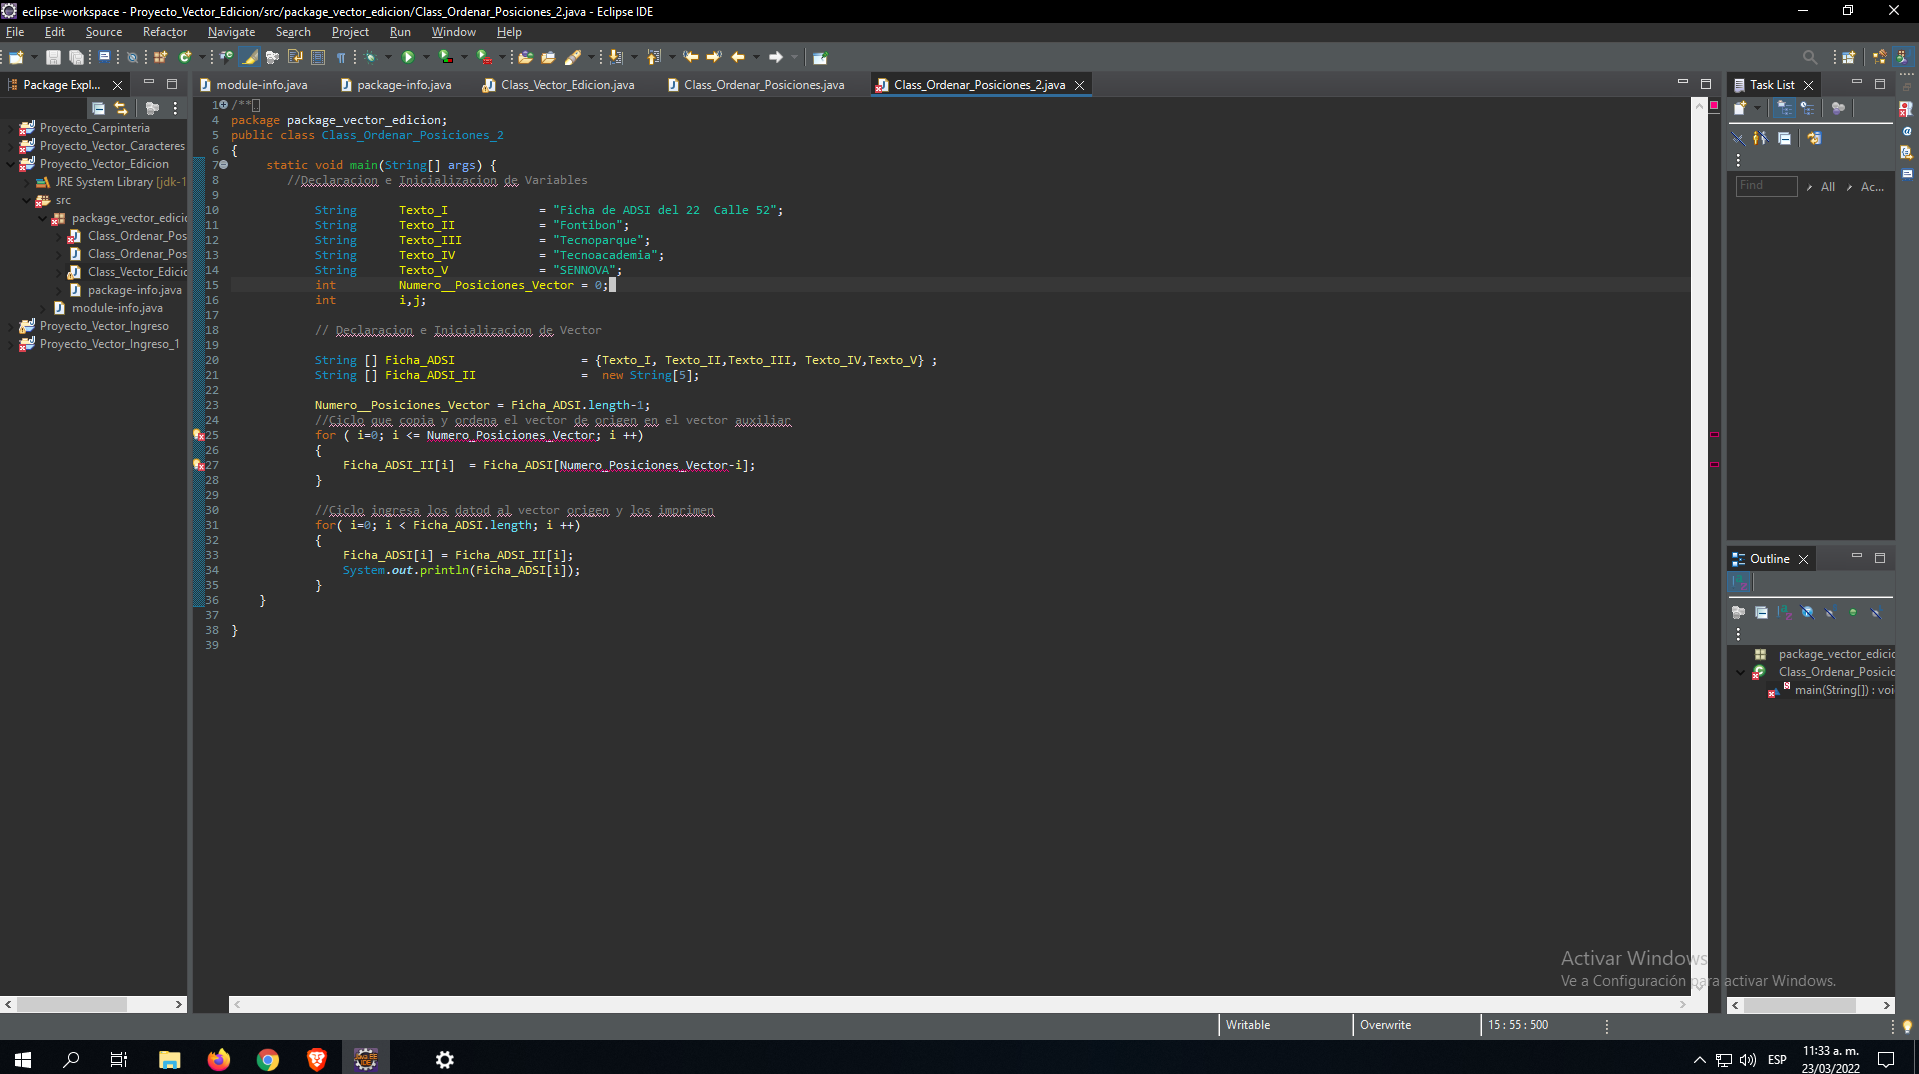 eclipse-workspace - Proyecto_Vector_Edicion/src/package_vector_edicion/Class_Ordenar_Posiciones_2.java - Eclipse IDE
File Edit Source Refactor Navigate Search Project Run Window Help
Package Expl...
module-info.java
package-info.java
Class_Vector_Edicion.java
Class_Ordenar_Posiciones.java
Class_Ordenar_Posiciones_2.java
Task List
Proyecto_Carpinteria
Proyecto_Vector_Caracteres
Proyecto_Vector_Edicion
JRE System Library [jdk-1
src
package_vector_edici
Class_Ordenar_Pos
Class_Ordenar_Pos
Class_Vector_Edici
package-info.java
module-info.java
Proyecto_Vector_Ingreso
Proyecto_Vector_Ingreso_1
1 /**
4 package package_vector_edicion;
5 public class Class_Ordenar_Posiciones_2
6 {
7 static void main(String[] args) {
8 //Declaracion e Inicializacion de Variables
9
10 String Texto_I = "Ficha de ADSI del 22  Calle 52";
11 String Texto_II = "Fontibon";
12 String Texto_III = "Tecnoparque";
13 String Texto_IV = "Tecnoacademia";
14 String Texto_V = "SENNOVA";
15 int Numero__Posiciones_Vector = 0;
16 int i,j;
17
18 // Declaracion e Inicializacion de Vector
19
20 String [] Ficha_ADSI = {Texto_I, Texto_II,Texto_III, Texto_IV,Texto_V} ;
21 String [] Ficha_ADSI_II = new String[5];
22
23 Numero__Posiciones_Vector = Ficha_ADSI.length-1;
24 //Ciclo que copia y ordena el vector de origen en el vector auxiliar
25 for ( i=0; i <= Numero_Posiciones_Vector; i ++)
26 {
27 Ficha_ADSI_II[i]  = Ficha_ADSI[Numero_Posiciones_Vector-i];
28 }
29
30 //Ciclo ingresa los datod al vector origen y los imprimen
31 for( i=0; i < Ficha_ADSI.length; i ++)
32 {
33 Ficha_ADSI[i] = Ficha_ADSI_II[i];
34 System.out.println(Ficha_ADSI[i]);
35 }
36 }
37
38 }
39
Find All Ac...
Outline
package_vector_edici
Class_Ordenar_Posicio
main(String[]) : voi
Activar Windows
Ve a Configuración para activar Windows.
Writable Overwrite 15 : 55 : 500
ESP
11:33 a. m.
23/03/2022